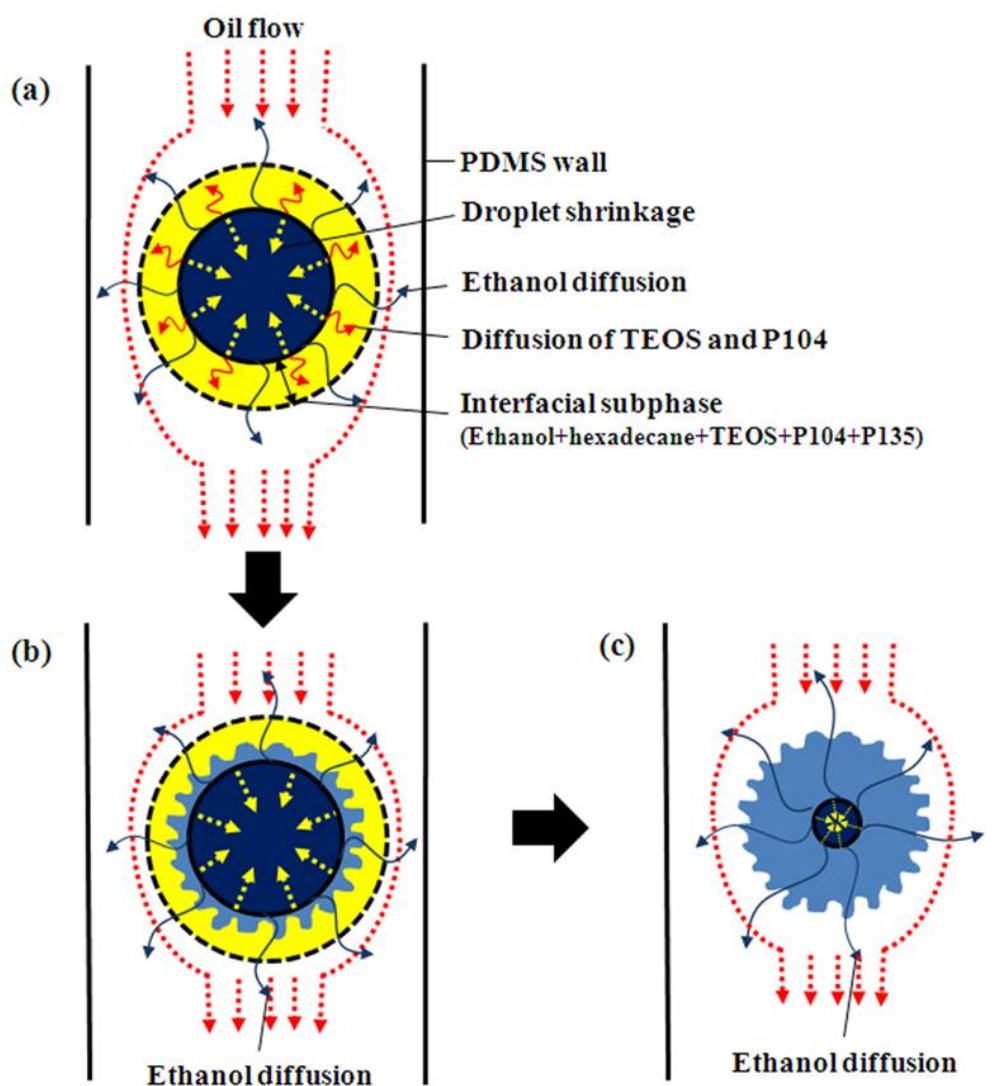 Oil flow
(a)
PDMS wall
Droplet shrinkage
Ethanol diffusion
Diffusion of TEOS and P104
Interfacial subphase
(Ethanol+hexadecane+TEOS+P104+P135)
(b)
(c)
Ethanol diffusion
Ethanol diffusion